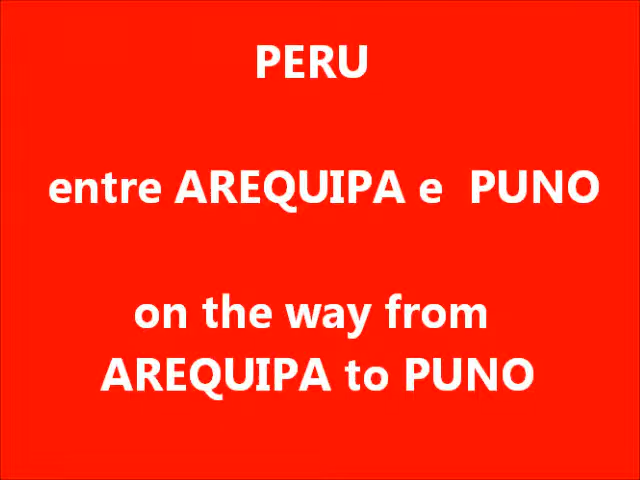 PERU
entre AREQUIPA e PUNO
on the way from
AREQUIPA to PUNO